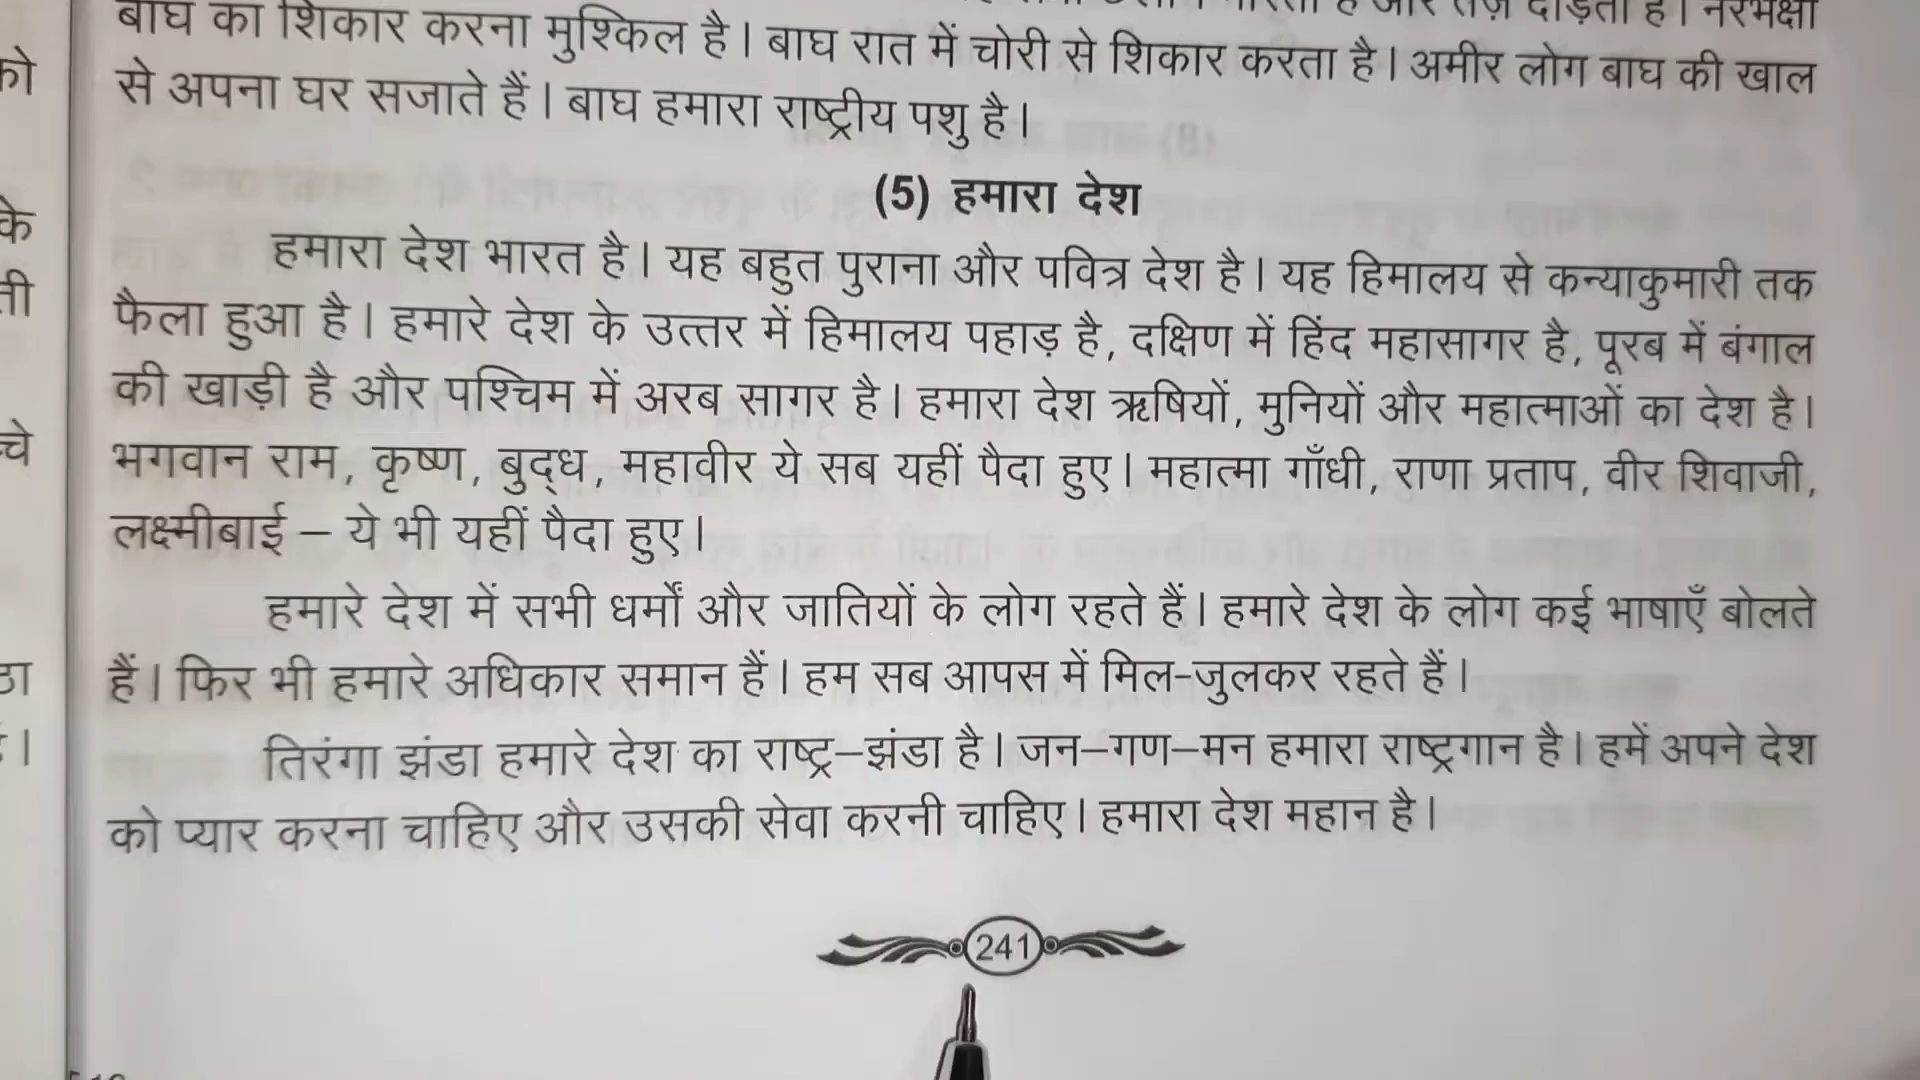 है और तेज़ दौड़ता है। नरभक्षी
बाघ का शिकार करना मुश्किल है। बाघ रात में चोरी से शिकार करता है। अमीर लोग बाघ की खाल
से अपना घर सजाते हैं। बाघ हमारा राष्ट्रीय पशु है।
(5) हमारा देश
हमारा देश भारत है। यह बहुत पुराना और पवित्र देश है। यह हिमालय से कन्याकुमारी तक
फैला हुआ है। हमारे देश के उत्तर में हिमालय पहाड़ है, दक्षिण में हिंद महासागर है, पूरब में बंगाल
की खाड़ी है और पश्चिम में अरब सागर है। हमारा देश ऋषियों, मुनियों और महात्माओं का देश है।
भगवान राम, कृष्ण, बुद्ध, महावीर ये सब यहीं पैदा हुए। महात्मा गाँधी, राणा प्रताप, वीर शिवाजी,
लक्ष्मीबाई – ये भी यहीं पैदा हुए।
हमारे देश में सभी धर्मों और जातियों के लोग रहते हैं। हमारे देश के लोग कई भाषाएँ बोलते
हैं। फिर भी हमारे अधिकार समान हैं। हम सब आपस में मिल-जुलकर रहते हैं।
तिरंगा झंडा हमारे देश का राष्ट्र–झंडा है। जन–गण–मन हमारा राष्ट्रगान है। हमें अपने देश
को प्यार करना चाहिए और उसकी सेवा करनी चाहिए। हमारा देश महान है।
241